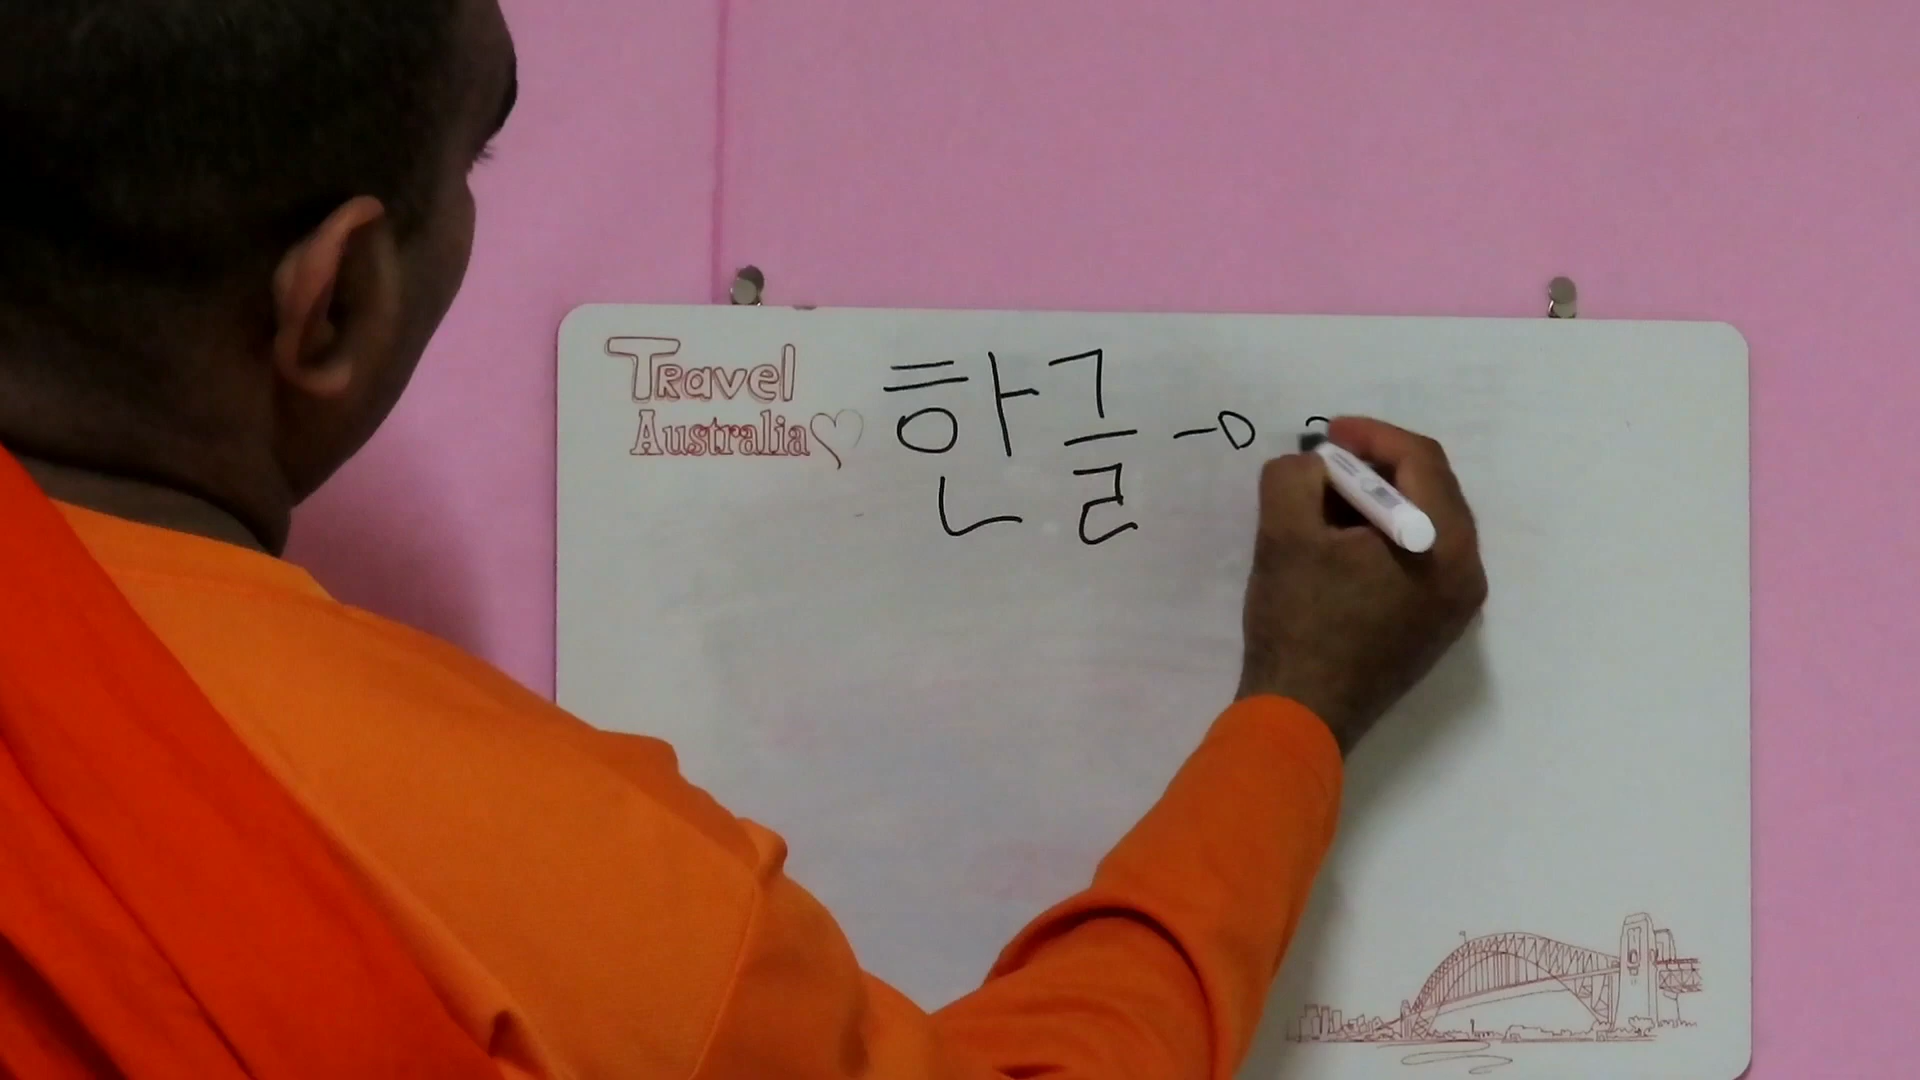 Travel
Australia
한글 →